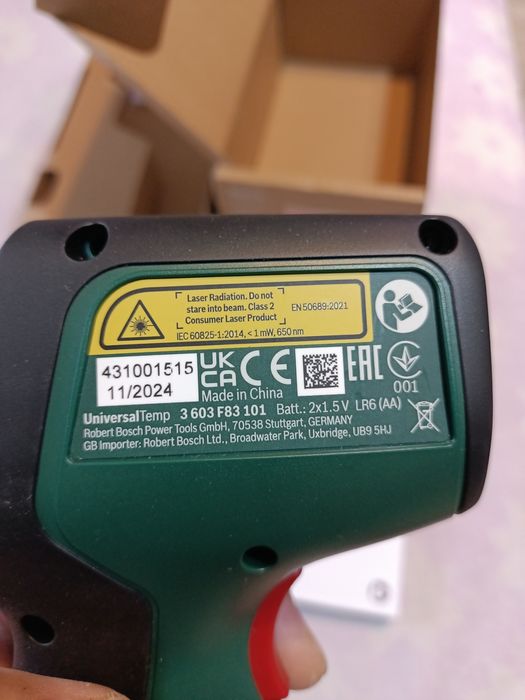 Laser Radiation. Do not
stare into beam. Class 2
Consumer Laser Product
EN 50689:2021
IEC 60825-1:2014, < 1 mW, 650 nm
431001515
11/2024
UK
CA
CE
EAC
001
Made in China
UniversalTemp 3 603 F83 101 Batt.: 2x1.5 V LR6 (AA)
Robert Bosch Power Tools GmbH, 70538 Stuttgart, GERMANY
GB Importer: Robert Bosch Ltd., Broadwater Park, Uxbridge, UB9 5HJ